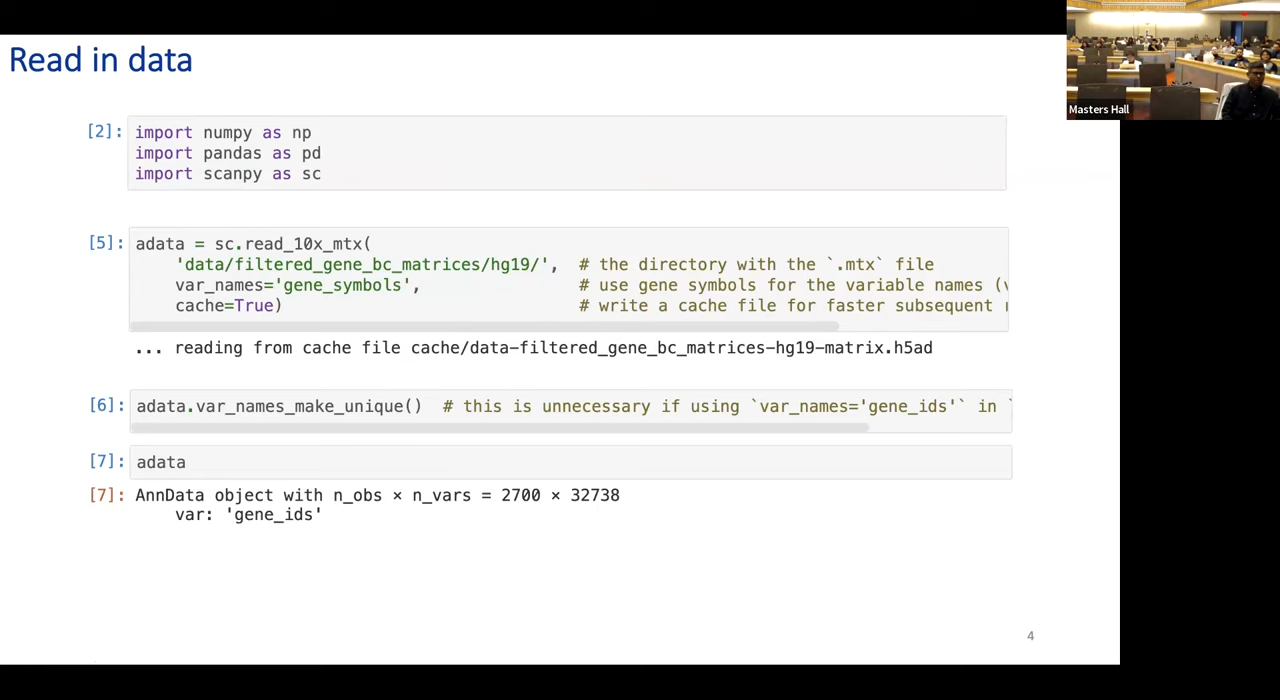 Read in data
Masters Hall
[2]: import numpy as np
import pandas as pd
import scanpy as sc
[5]: adata = sc.read_10x_mtx(
'data/filtered_gene_bc_matrices/hg19/', # the directory with the `.mtx` file
var_names='gene_symbols', # use gene symbols for the variable names (
cache=True) # write a cache file for faster subsequent
... reading from cache file cache/data-filtered_gene_bc_matrices-hg19-matrix.h5ad
[6]: adata.var_names_make_unique() # this is unnecessary if using `var_names='gene_ids'` in `
[7]: adata
[7]: AnnData object with n_obs × n_vars = 2700 × 32738
var: 'gene_ids'
4